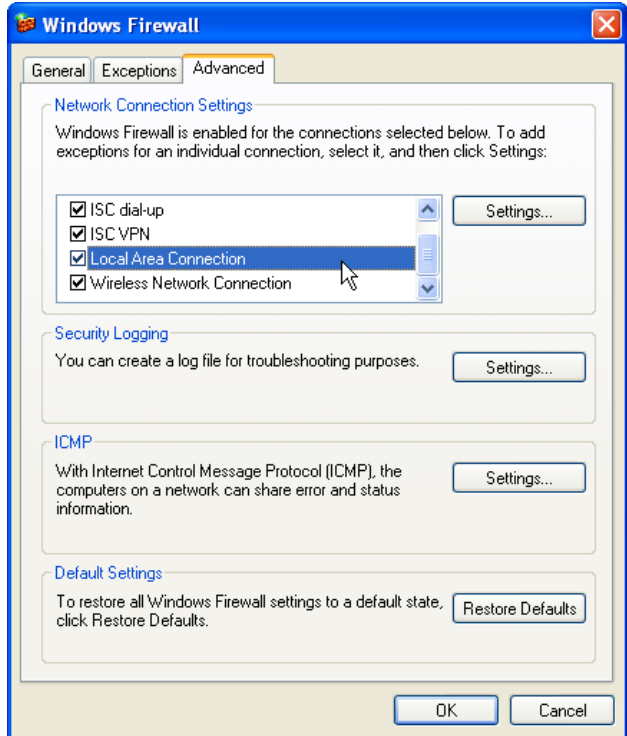 Windows Firewall
General Exceptions Advanced
Network Connection Settings
Windows Firewall is enabled for the connections selected below. To add
exceptions for an individual connection, select it, and then click Settings:
ISC dial-up
Settings...
ISC VPN
Local Area Connection
Wireless Network Connection
Security Logging
You can create a log file for troubleshooting purposes.
Settings...
ICMP
With Internet Control Message Protocol (ICMP), the
computers on a network can share error and status
information.
Settings...
Default Settings
To restore all Windows Firewall settings to a default state,
click Restore Defaults.
Restore Defaults
OK Cancel